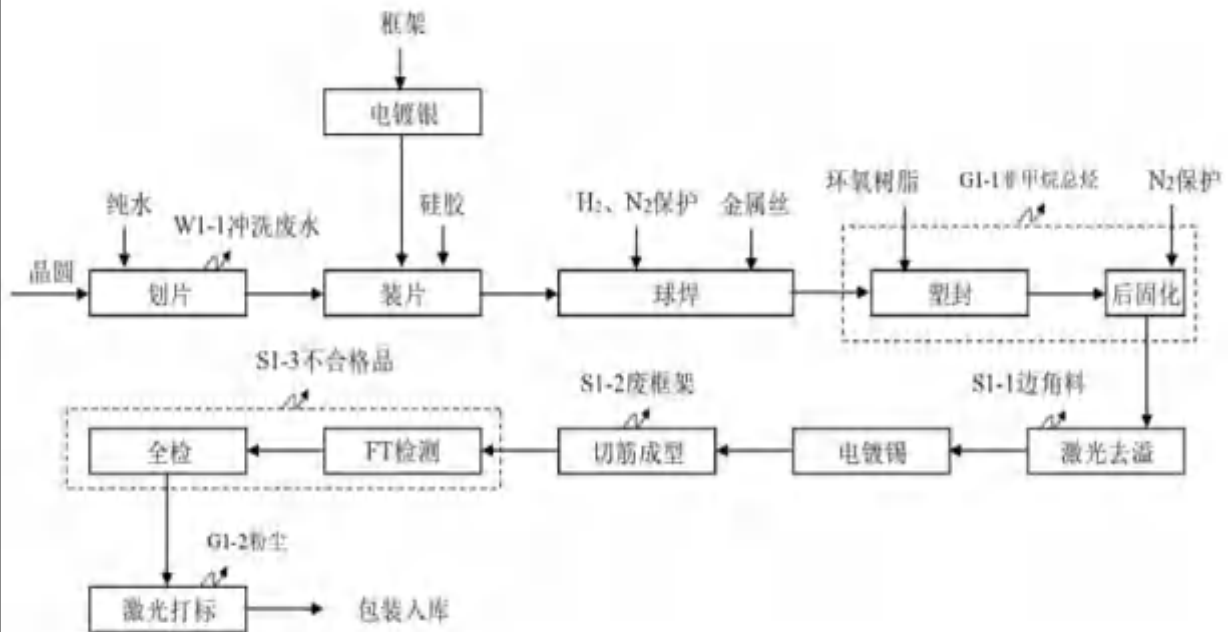 框架
电镀银
纯水
W1-1冲洗废水
硅胶
H₂、N₂保护
金属丝
环氧树脂
G1-1非甲烷总烃
N₂保护
晶圆
划片
装片
球焊
塑封
后固化
S1-3不合格品
S1-2废框架
S1-1边角料
全检
FT检测
切筋成型
电镀锡
激光去溢
G1-2粉尘
激光打标
包装入库